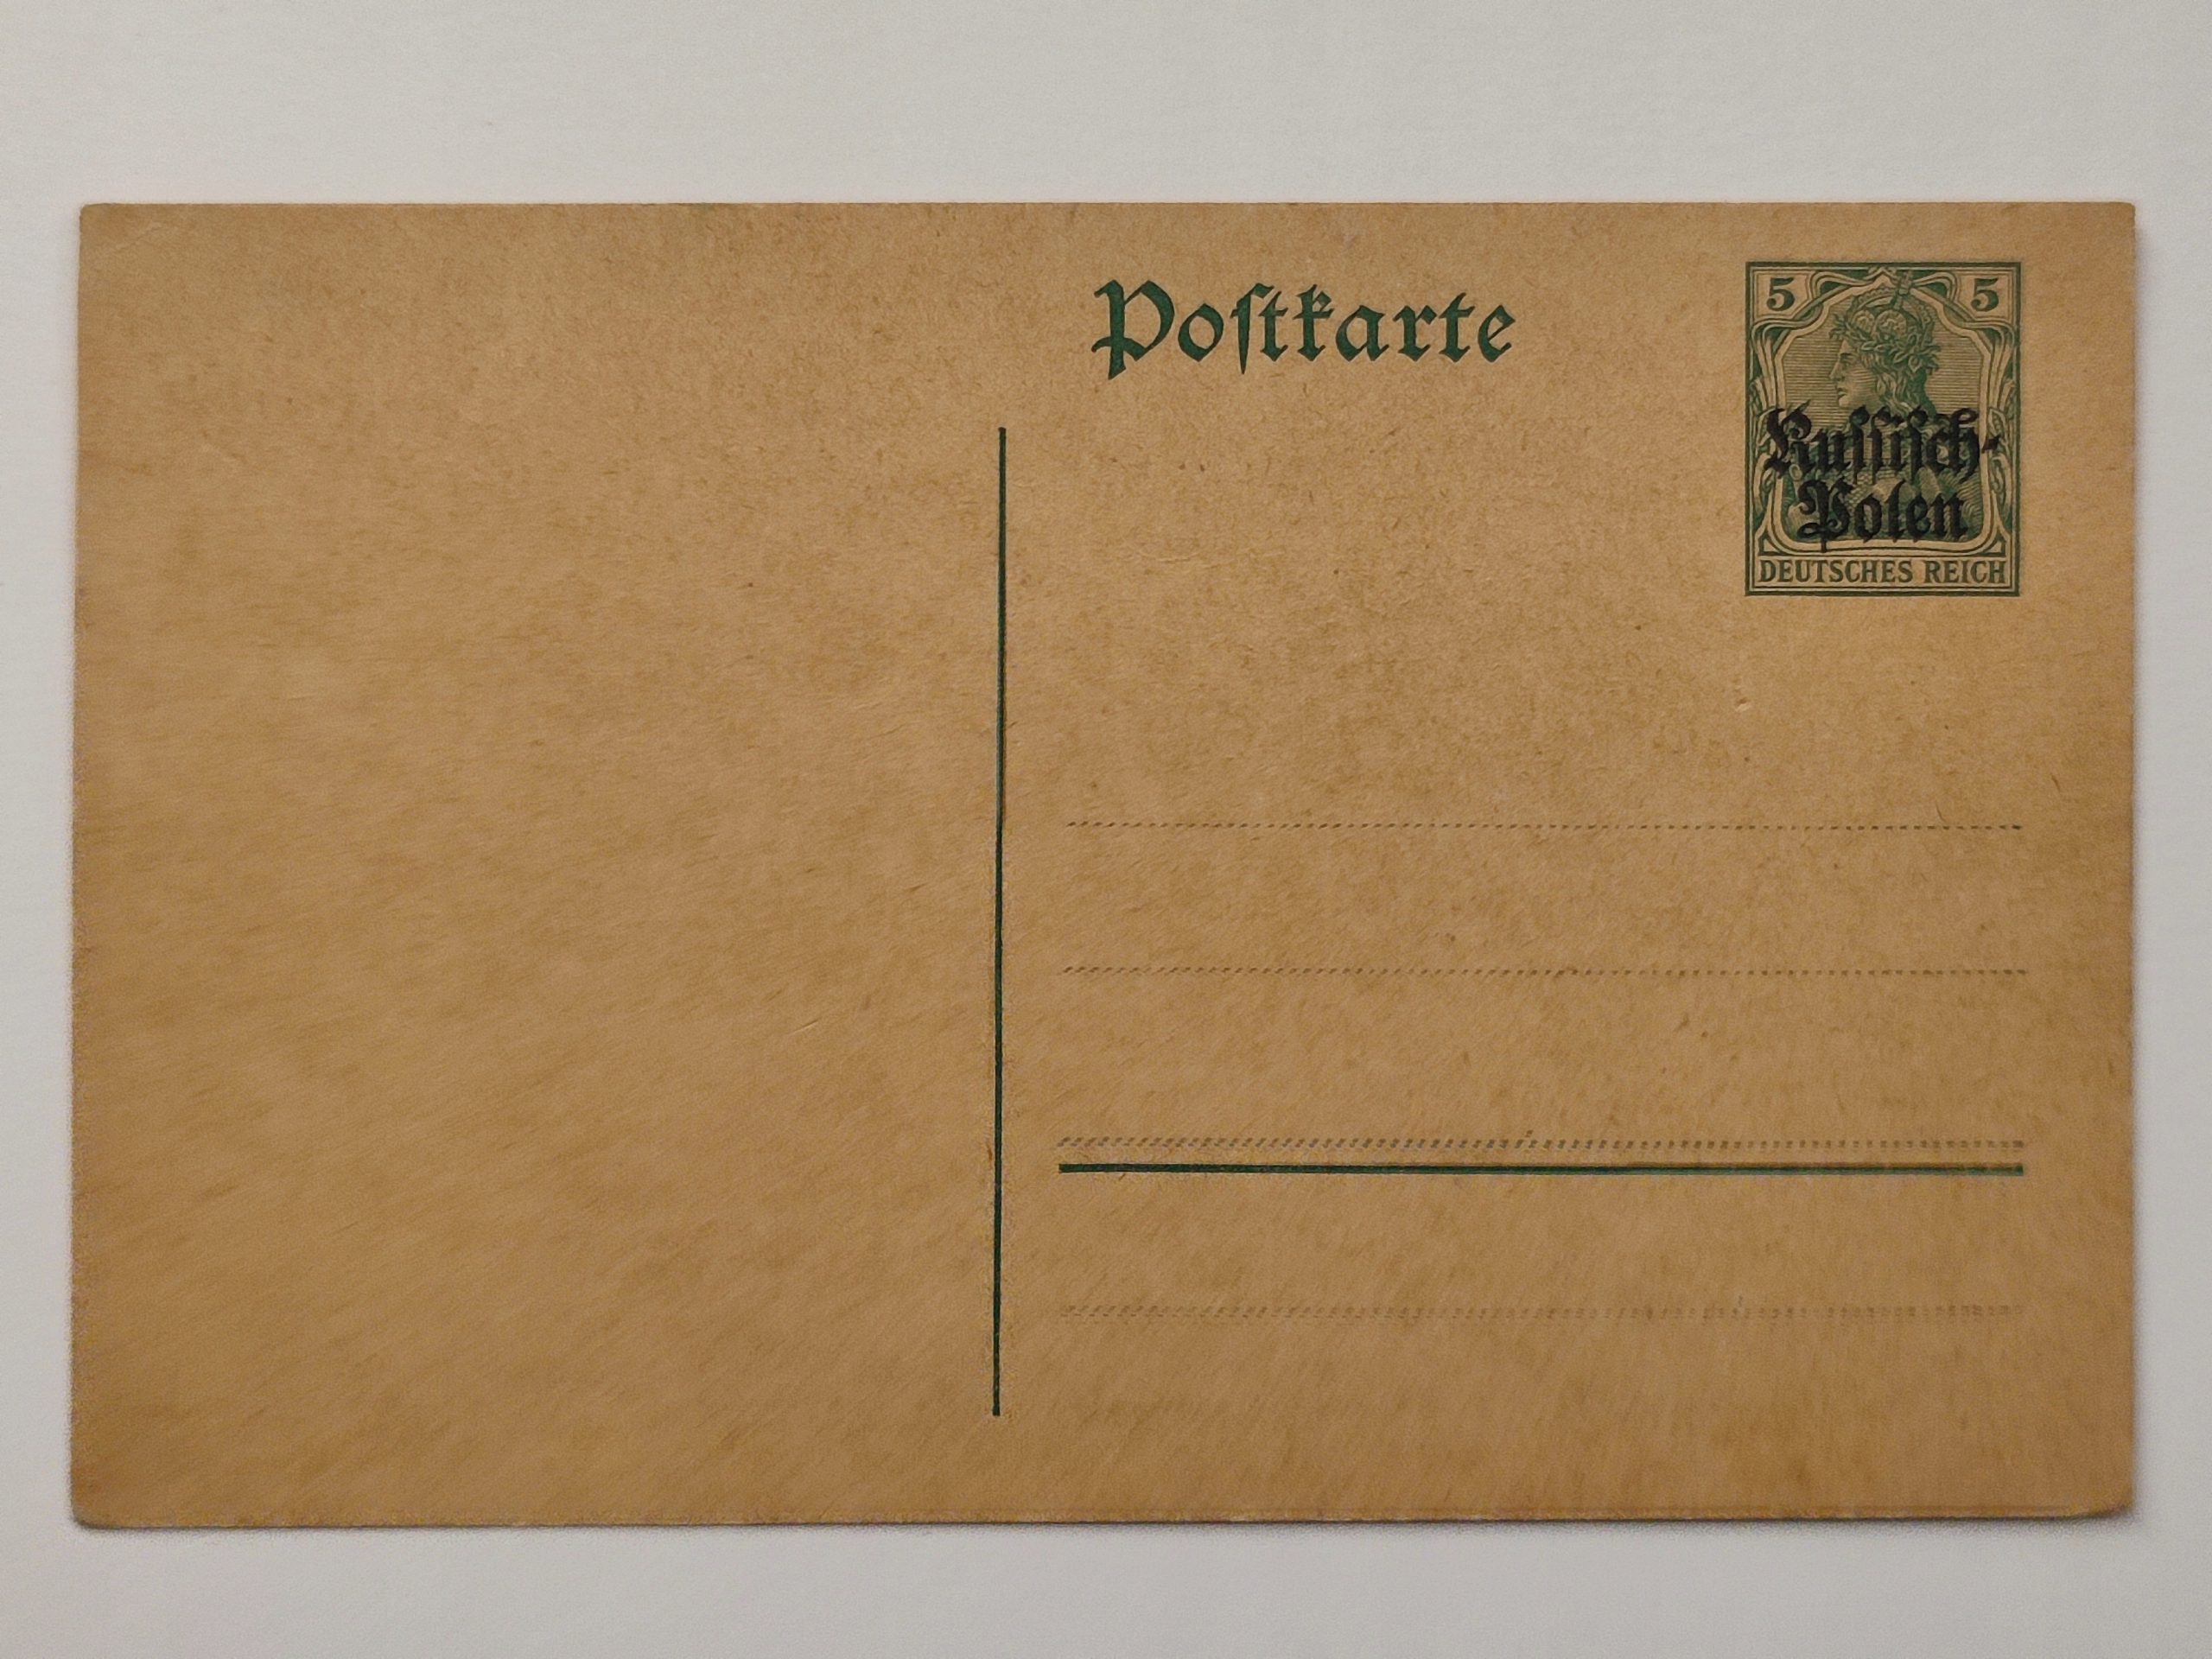 Poſtkarte
5 5
Ruſſiſch-
Polen
DEUTSCHES REICH